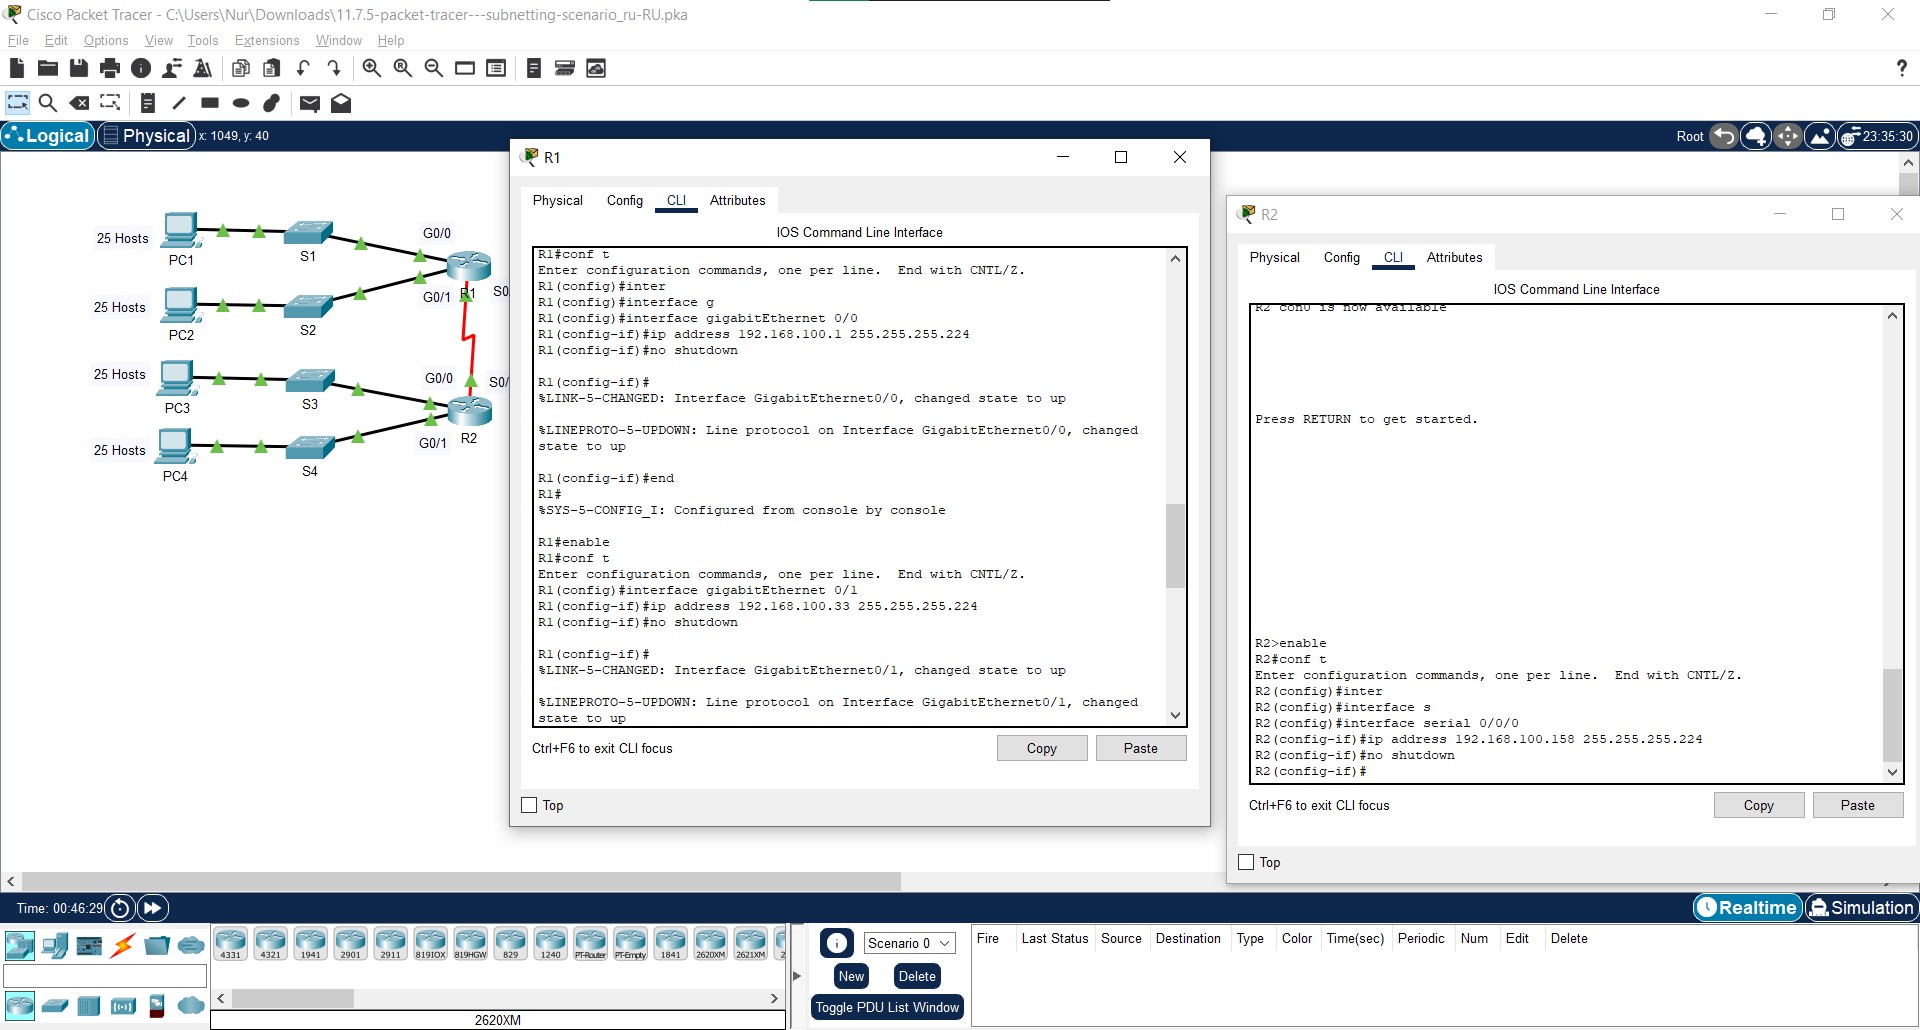 Cisco Packet Tracer - C:\Users\Nur\Downloads\11.7.5-packet-tracer---subnetting-scenario_ru-RU.pka
File Edit Options View Tools Extensions Window Help
?
Logical Physical x: 1049, y: 40
Root 23:35:30
25 Hosts
PC1
S1
G0/0
25 Hosts
PC2
S2
G0/1 R1 S0
25 Hosts
PC3
S3
G0/0 S0/
25 Hosts
PC4
S4
G0/1 R2
R1
Physical Config CLI Attributes
IOS Command Line Interface
R1#conf t
Enter configuration commands, one per line. End with CNTL/Z.
R1(config)#inter
R1(config)#interface g
R1(config)#interface gigabitEthernet 0/0
R1(config-if)#ip address 192.168.100.1 255.255.255.224
R1(config-if)#no shutdown
R1(config-if)#
%LINK-5-CHANGED: Interface GigabitEthernet0/0, changed state to up
%LINEPROTO-5-UPDOWN: Line protocol on Interface GigabitEthernet0/0, changed
state to up
R1(config-if)#end
R1#
%SYS-5-CONFIG_I: Configured from console by console
R1#enable
R1#conf t
Enter configuration commands, one per line. End with CNTL/Z.
R1(config)#interface gigabitEthernet 0/1
R1(config-if)#ip address 192.168.100.33 255.255.255.224
R1(config-if)#no shutdown
R1(config-if)#
%LINK-5-CHANGED: Interface GigabitEthernet0/1, changed state to up
%LINEPROTO-5-UPDOWN: Line protocol on Interface GigabitEthernet0/1, changed
state to up
Ctrl+F6 to exit CLI focus
Copy Paste
Top
R2
Physical Config CLI Attributes
IOS Command Line Interface
R2 con0 is now available
Press RETURN to get started.
R2>enable
R2#conf t
Enter configuration commands, one per line. End with CNTL/Z.
R2(config)#inter
R2(config)#interface s
R2(config)#interface serial 0/0/0
R2(config-if)#ip address 192.168.100.158 255.255.255.224
R2(config-if)#no shutdown
R2(config-if)#
Ctrl+F6 to exit CLI focus
Copy Paste
Top
Time: 00:46:29
Realtime Simulation
4331 4321 1941 2901 2911 819IOX 819HGW 829 1240 PT-Router PT-Empty 1841 2620XM 2621XM 2
2620XM
Scenario 0
New Delete
Toggle PDU List Window
Fire Last Status Source Destination Type Color Time(sec) Periodic Num Edit Delete